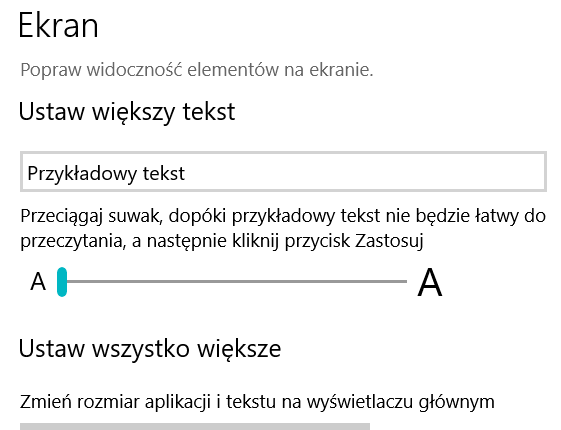 Ekran
Popraw widoczność elementów na ekranie.
Ustaw większy tekst
Przykładowy tekst
Przeciągaj suwak, dopóki przykładowy tekst nie będzie łatwy do
przeczytania, a następnie kliknij przycisk Zastosuj
A A
Ustaw wszystko większe
Zmień rozmiar aplikacji i tekstu na wyświetlaczu głównym